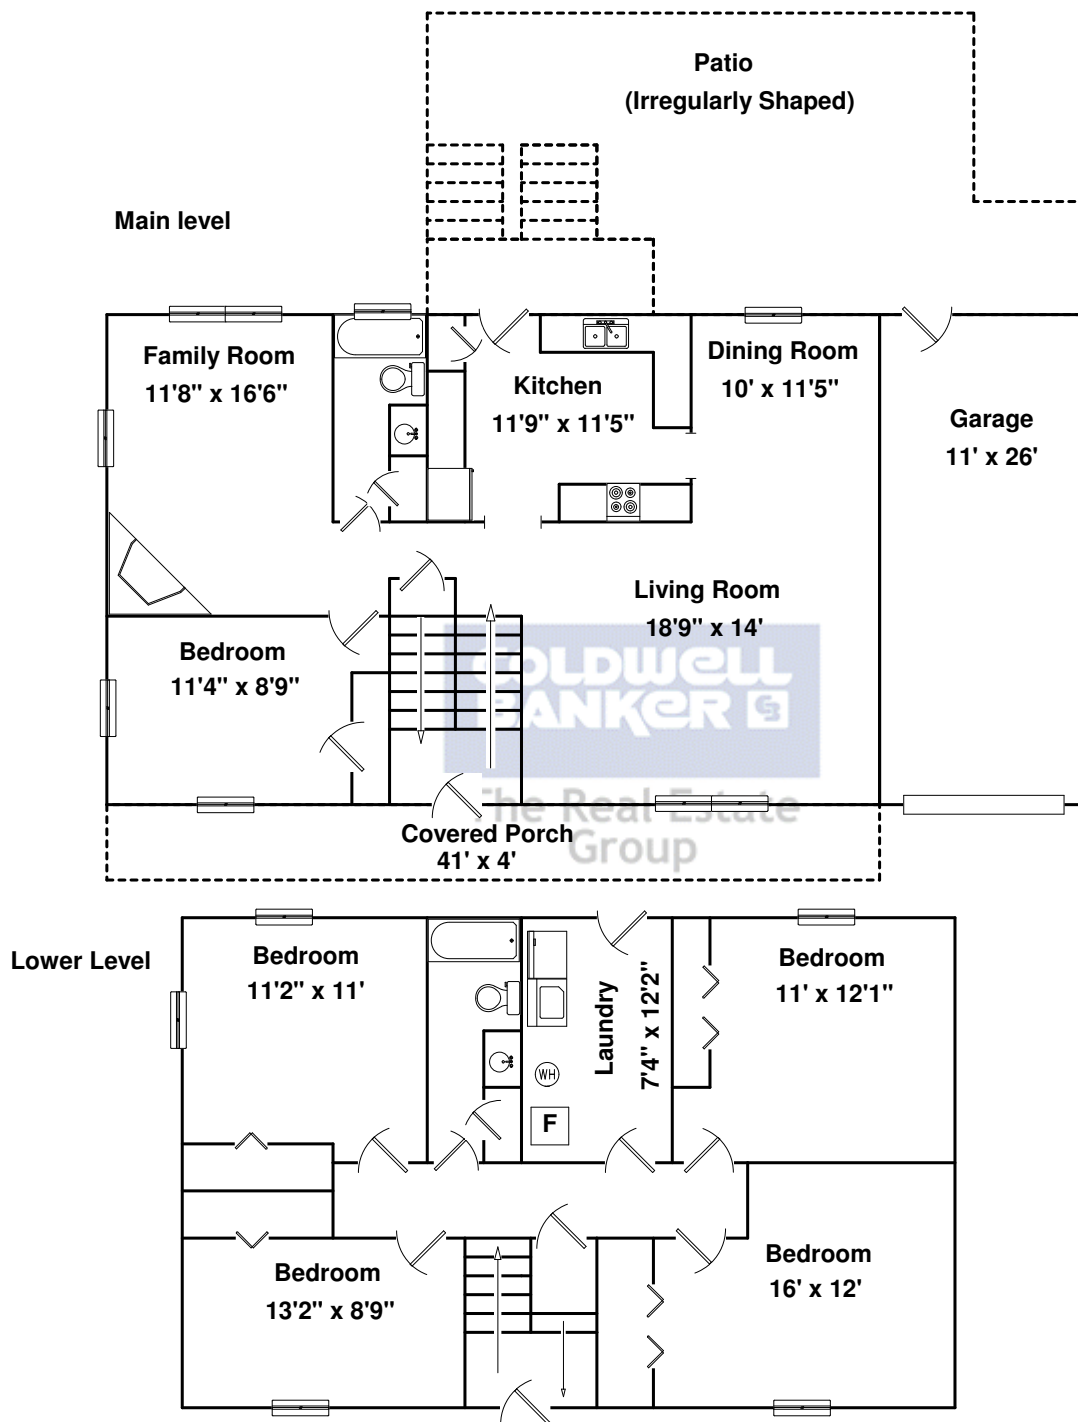 Patio
(Irregularly Shaped)
Main level
Family Room
11'8" x 16'6"
Kitchen
11'9" x 11'5"
Dining Room
10' x 11'5"
Garage
11' x 26'
Living Room
18'9" x 14'
Bedroom
11'4" x 8'9"
COLDWELL
BANKER CB
The Real Estate
Group
Covered Porch
41' x 4'
Lower Level
Bedroom
11'2" x 11'
Laundry
7'4" x 12'2"
WH
F
Bedroom
11' x 12'1"
Bedroom
13'2" x 8'9"
Bedroom
16' x 12'